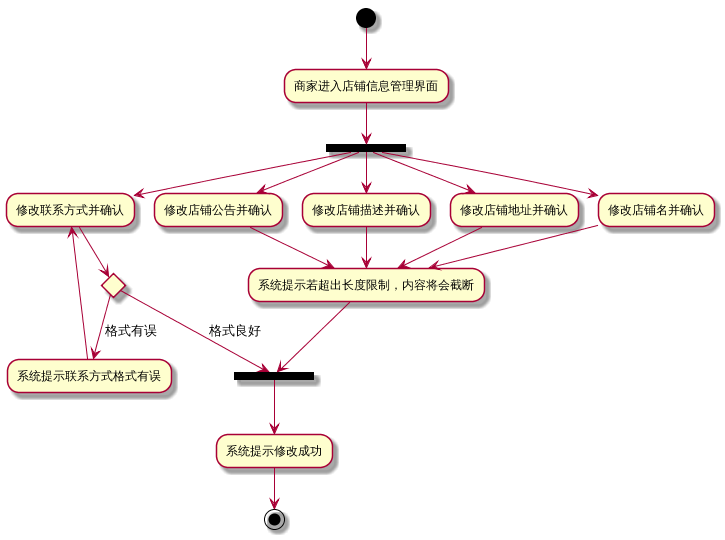 商家进入店铺信息管理界面
修改联系方式并确认
修改店铺公告并确认
修改店铺描述并确认
修改店铺地址并确认
修改店铺名并确认
系统提示若超出长度限制，内容将会截断
格式有误
格式良好
系统提示联系方式格式有误
系统提示修改成功